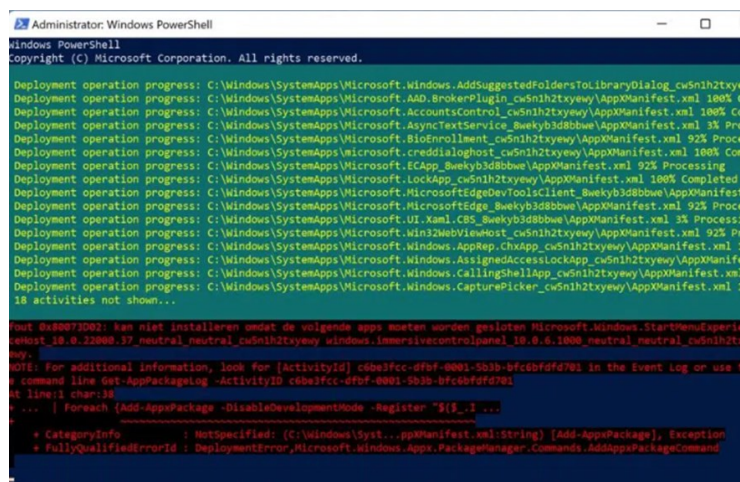 Administrator: Windows PowerShell
Windows PowerShell
Copyright (C) Microsoft Corporation. All rights reserved.
Deployment operation progress: C:\Windows\SystemApps\Microsoft.Windows.AddSuggestedFoldersToLibraryDialog_cw5n1h2txyew
Deployment operation progress: C:\Windows\SystemApps\Microsoft.AAD.BrokerPlugin_cw5n1h2txyewy\AppXManifest.xml 100%
Deployment operation progress: C:\Windows\SystemApps\Microsoft.AccountsControl_cw5n1h2txyewy\AppXManifest.xml 100% Co
Deployment operation progress: C:\Windows\SystemApps\Microsoft.AsyncTextService_8wekyb3d8bbwe\AppXManifest.xml 3% Pro
Deployment operation progress: C:\Windows\SystemApps\Microsoft.BioEnrollment_cw5n1h2txyewy\AppXManifest.xml 92% Proce
Deployment operation progress: C:\Windows\SystemApps\Microsoft.creddialoghost_cw5n1h2txyewy\AppXManifest.xml 100% Com
Deployment operation progress: C:\Windows\SystemApps\Microsoft.ECApp_8wekyb3d8bbwe\AppXManifest.xml 92% Processing
Deployment operation progress: C:\Windows\SystemApps\Microsoft.LockApp_cw5n1h2txyewy\AppXManifest.xml 100% Completed
Deployment operation progress: C:\Windows\SystemApps\Microsoft.MicrosoftEdgeDevToolsClient_8wekyb3d8bbwe\AppXManifest
Deployment operation progress: C:\Windows\SystemApps\Microsoft.MicrosoftEdge_8wekyb3d8bbwe\AppXManifest.xml 92% Proce
Deployment operation progress: C:\Windows\SystemApps\Microsoft.UI.Xaml.CBS_8wekyb3d8bbwe\AppXManifest.xml 3% Processi
Deployment operation progress: C:\Windows\SystemApps\Microsoft.Win32WebViewHost_cw5n1h2txyewy\AppXManifest.xml 92% Pr
Deployment operation progress: C:\Windows\SystemApps\Microsoft.Windows.AppRep.ChxApp_cw5n1h2txyewy\AppXManifest.xml
Deployment operation progress: C:\Windows\SystemApps\Microsoft.Windows.AssignedAccessLockApp_cw5n1h2txyewy\AppXManife
Deployment operation progress: C:\Windows\SystemApps\Microsoft.Windows.CallingShellApp_cw5n1h2txyewy\AppXManifest.xml
Deployment operation progress: C:\Windows\SystemApps\Microsoft.Windows.CapturePicker_cw5n1h2txyewy\AppXManifest.xml
18 activities not shown...
fout 0x80073D02: kan niet installeren omdat de volgende apps moeten worden gesloten Microsoft.Windows.StartMenuExperie
ceHost_10.0.22000.37_neutral_neutral_cw5n1h2txyewy windows.immersivecontrolpanel_10.0.6.1000_neutral_neutral_cw5n1h2tx
ewy.
NOTE: For additional information, look for [ActivityId] c6be3fcc-dfbf-0001-5b3b-bfc6bfdfd701 in the Event Log or use
e command line Get-AppPackageLog -ActivityID c6be3fcc-dfbf-0001-5b3b-bfc6bfdfd701
At line:1 char:38
+ ... | Foreach {Add-AppxPackage -DisableDevelopmentMode -Register "$($_.I ...
+ ~~~~~~~~~~~~~~~~~~~~~~~~~~~~~~~~~~~~~~~~~~~~~~~~~~~~~~~~
+ CategoryInfo : NotSpecified: (C:\Windows\Syst...ppXManifest.xml:String) [Add-AppxPackage], Exception
+ FullyQualifiedErrorId : DeploymentError,Microsoft.Windows.Appx.PackageManager.Commands.AddAppxPackageCommand